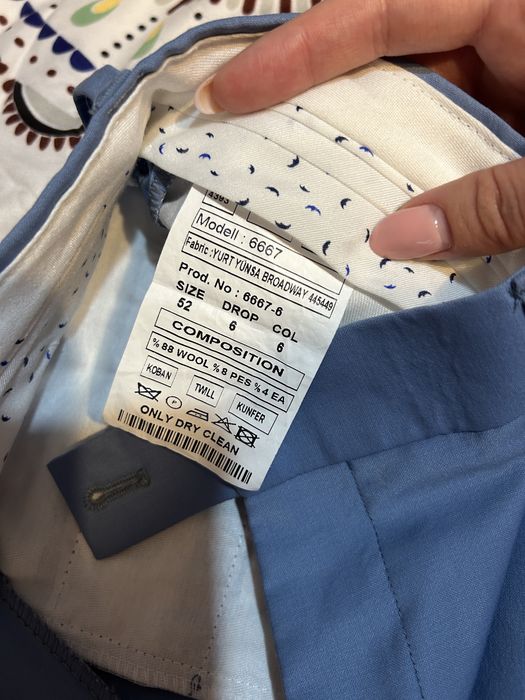 4393
Modell : 6667
Fabric :YURT YÜNSA BROADWAY 445449
Prod. No : 6667-6
SIZE DROP COL
52 6 6
COMPOSITION
% 88 WOOL % 8 PES % 4 EA
KOBAN TWILL KUNFER
P
ONLY DRY CLEAN